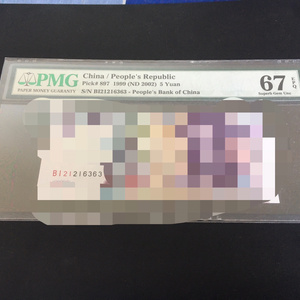 PMG
PAPER MONEY GUARANTY
China / People's Republic
Pick# 897 1999 (ND 2002) 5 Yuan
S/N BI21216363 - People's Bank of China
67 EPQ
Superb Gem Unc
BI21216363